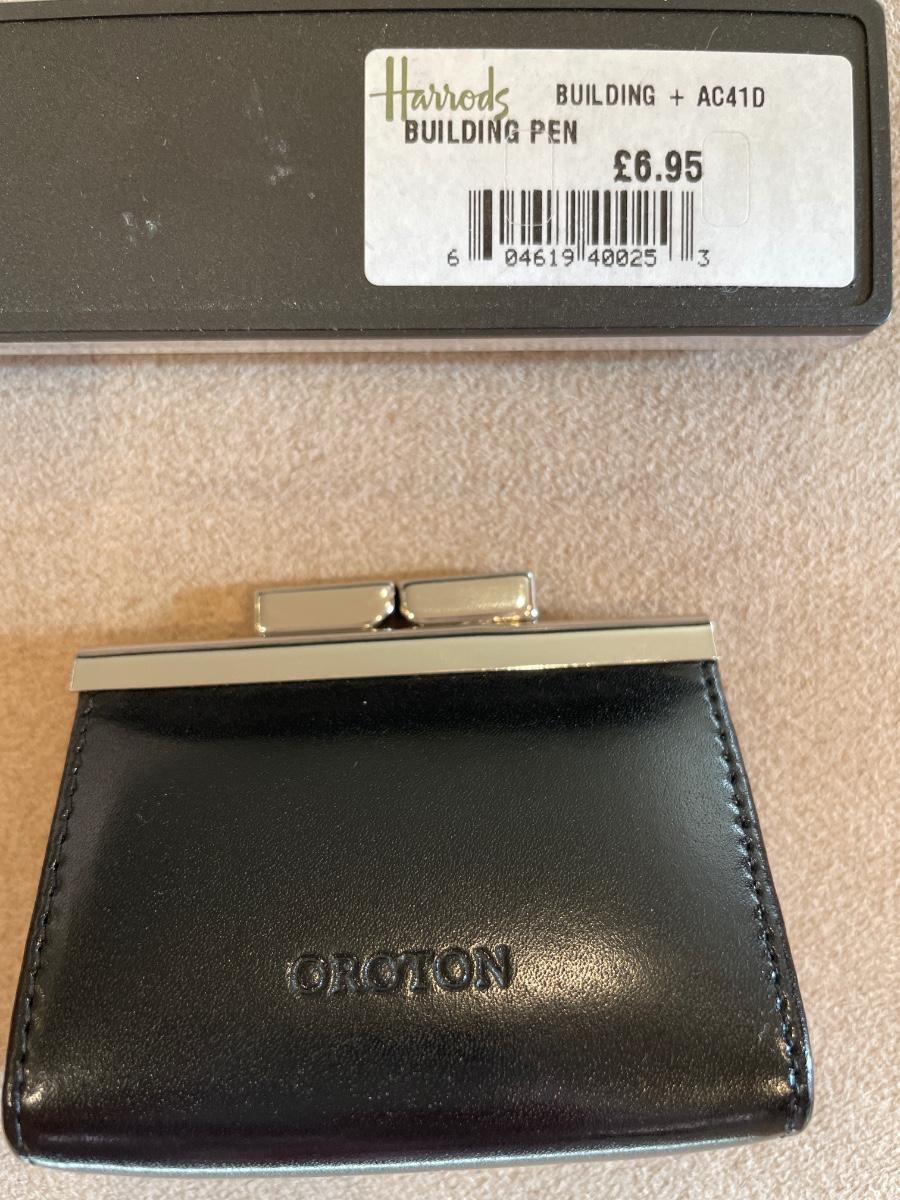 Harrods BUILDING + AC41D
BUILDING PEN
£6.95
6 04619 40025 3
OROTON